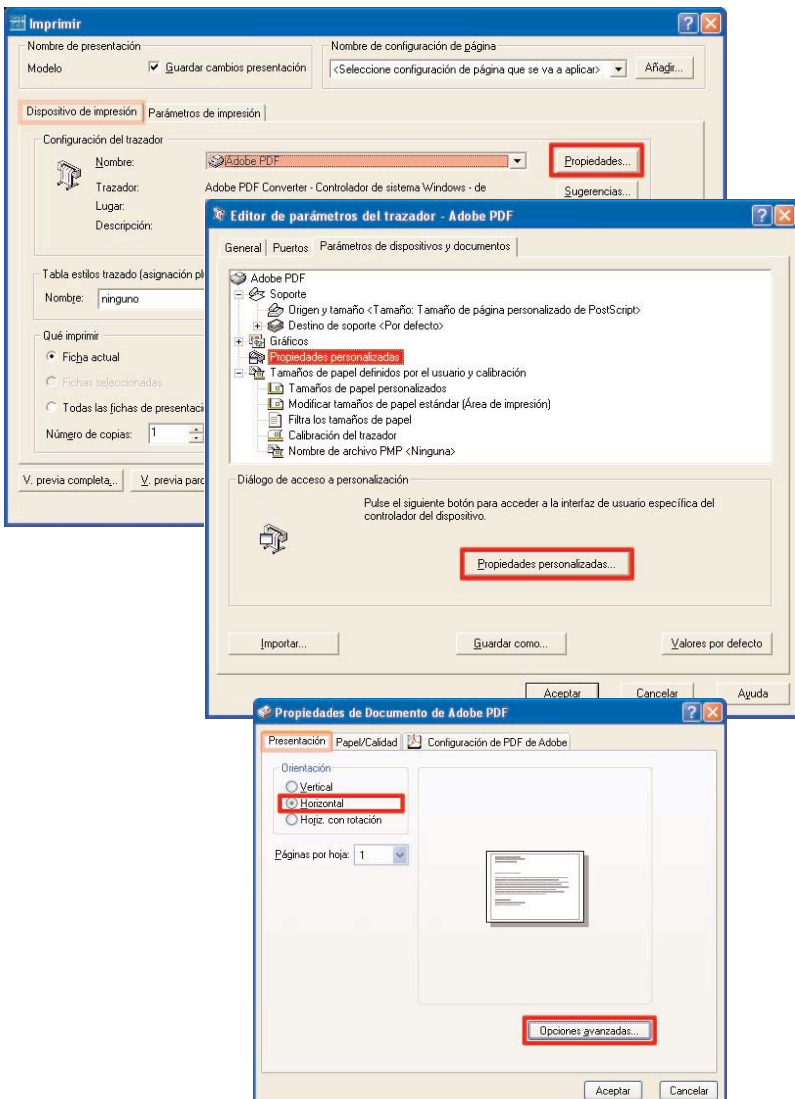 Imprimir
Nombre de presentación
Modelo
Guardar cambios presentación
Nombre de configuración de página
<Seleccione configuración de página que se va a aplicar>
Añadir...
Dispositivo de impresión
Parámetros de impresión
Configuración del trazador
Nombre:
Adobe PDF
Propiedades...
Trazador:
Adobe PDF Converter - Controlador de sistema Windows - de
Sugerencias...
Lugar:
Descripción:
Tabla estilos trazado (asignación pl
Nombre:
ninguno
Qué imprimir
Ficha actual
Fichas seleccionadas
Todas las fichas de presentaci
Número de copias:
1
V. previa completa...
V. previa parc
Editor de parámetros del trazador - Adobe PDF
General
Puertos
Parámetros de dispositivos y documentos
Adobe PDF
Soporte
Origen y tamaño <Tamaño: Tamaño de página personalizado de PostScript>
Destino de soporte <Por defecto>
Gráficos
Propiedades personalizadas
Tamaños de papel definidos por el usuario y calibración
Tamaños de papel personalizados
Modificar tamaños de papel estándar (Área de impresión)
Filtra los tamaños de papel
Calibración del trazador
Nombre de archivo PMP <Ninguna>
Diálogo de acceso a personalización
Pulse el siguiente botón para acceder a la interfaz de usuario específica del
controlador del dispositivo.
Propiedades personalizadas...
Importar...
Guardar como...
Valores por defecto
Aceptar
Cancelar
Ayuda
Propiedades de Documento de Adobe PDF
Presentación
Papel/Calidad
Configuración de PDF de Adobe
Orientación
Vertical
Horizontal
Horiz. con rotación
Páginas por hoja:
1
Opciones avanzadas...
Aceptar
Cancelar